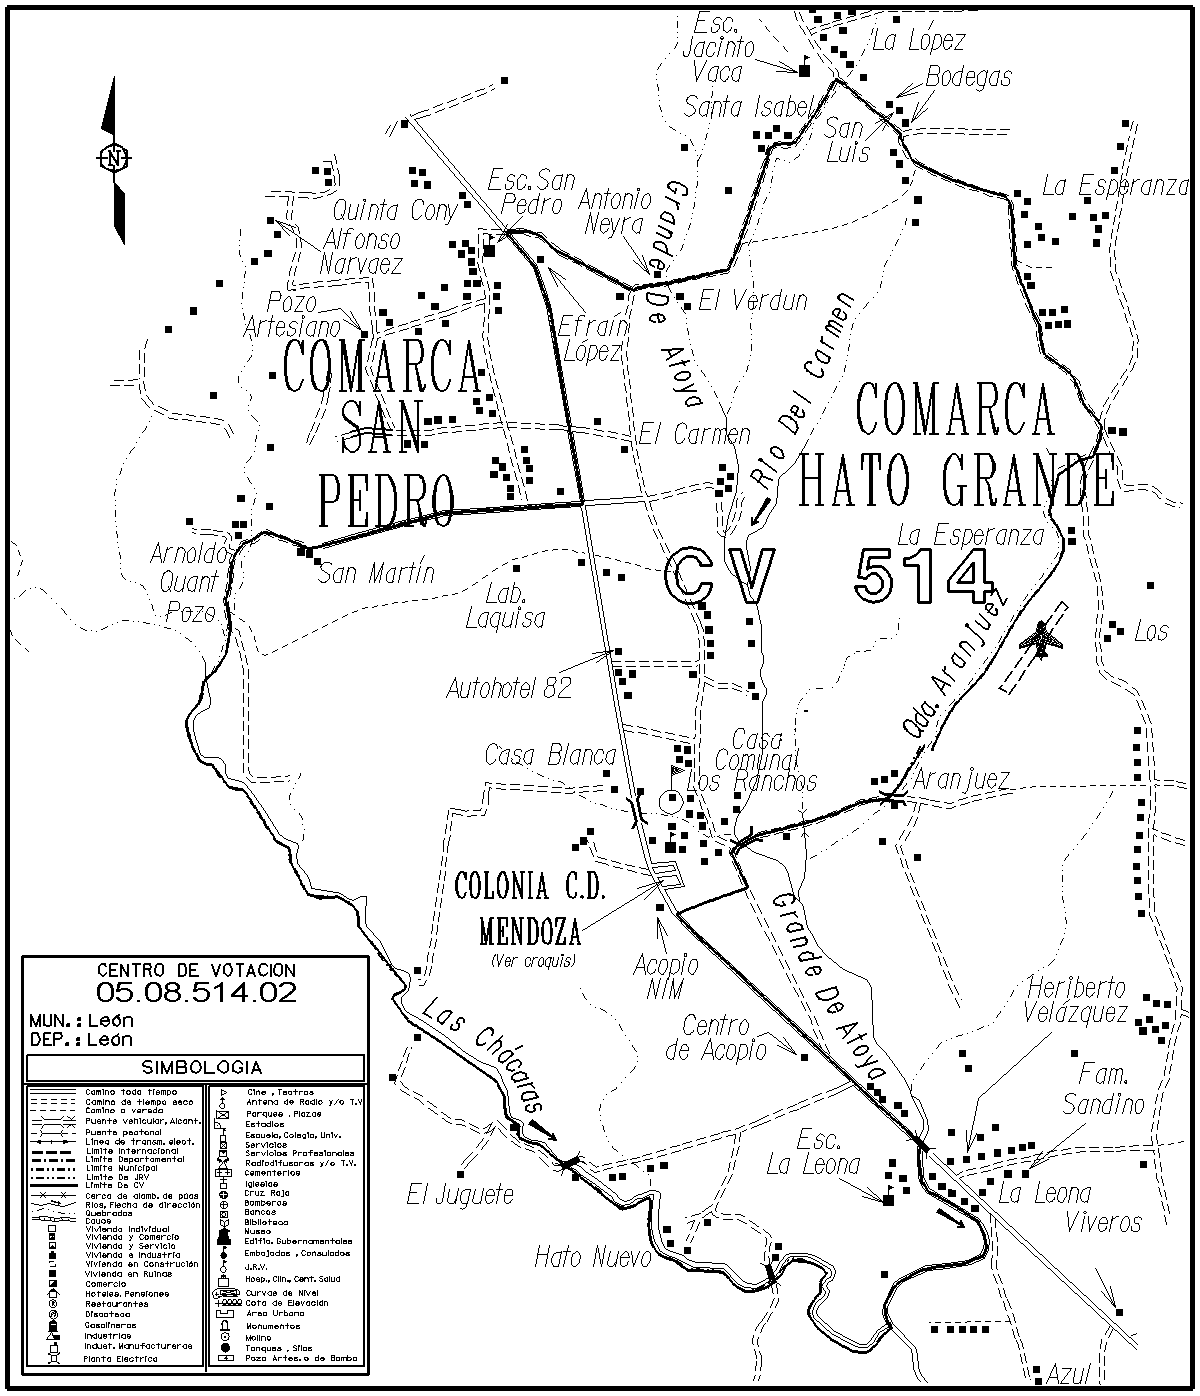 Esc.
Jacinto
Vaca
La López
Bodegas
Santa Isabel
San
Luis
La Esperanza
N
Esc. San
Pedro
Antonio
Neyra
Grande De Atoya
Quinta Cony
Alfonso
Narvaez
Pozo
Artesiano
El Verdun
Efraín
López
Rio Del Carmen
COMARCA
SAN
PEDRO
El Carmen
COMARCA
HATO GRANDE
La Esperanza
Arnoldo
Quant
Pozo
San Martín
Lab.
Laquisa
CV 514
Los
Qda. Aranjuez
Autohotel 82
Casa Blanca
Casa
Comunal
Los Ranchos
Aranjuez
COLONIA C.D.
MENDOZA
(Ver croquis)
Acopio
NIM
Grande De Atoya
Heriberto
Velázquez
Las Chácaras
Centro
de Acopio
Fam.
Sandino
Esc.
La Leona
La Leona
Viveros
El Juguete
Hato Nuevo
Azul
CENTRO DE VOTACION
05.08.514.02
MUN.: León
DEP.: León
SIMBOLOGIA
Camino todo tiempo
Camino de tiempo seco
Camino o vereda
Puente vehicular, Alcant.
Puente peatonal
Linea de transm. elect.
Limite Internacional
Limite Departamental
Limite Municipal
Limite De JRV
Limite De CV
Cerca de alamb. de púas
Rios, Flecha de dirección
Quebradas
Cauce
Vivienda Individual
Vivienda y Comercio
Vivienda y Servicio
Vivienda e Industria
Vivienda en Construción
Vivienda en Ruinas
Comercio
Hoteles, Pensiones
Restaurantes
Discoteca
Gasolineras
Industrias
Indust. Manufactureras
Planta Electrica
Cine , Teatros
Antena de Radio y/o T.V
Parques , Plazas
Estadios
Escuela, Colegio, Univ.
Servicios
Servicios Profesionales
Radiodifusoras y/o T.V.
Cementerios
Iglesias
Cruz Roja
Bomberos
Bancos
Biblioteca
Museo
Edific. Gubernamentales
Embajadas , Consulados
J.R.V.
Hosp., Clin., Cent. Salud
Curvas de Nivel
Cota de Elevación
Area Urbana
Monumentos
Molino
Tanques , Silos
Pozo Artes. o de Bomba